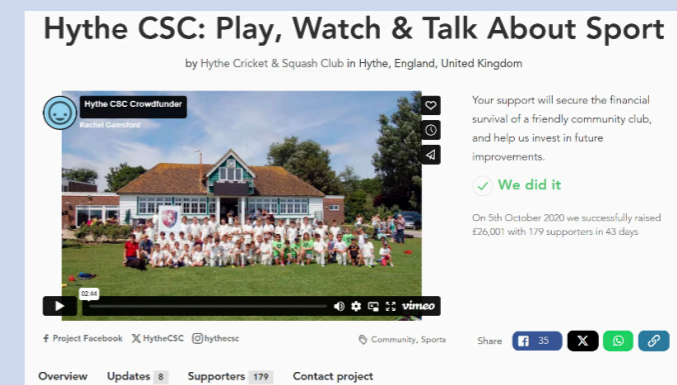 Hythe CSC: Play, Watch & Talk About Sport
by Hythe Cricket & Squash Club in Hythe, England, United Kingdom
Hythe CSC Crowdfunder
Rachel Gamsford
Your support will secure the financial
survival of a friendly community club,
and help us invest in future
improvements.
We did it
On 5th October 2020 we successfully raised
£26,001 with 179 supporters in 43 days
02:44
vimeo
Project Facebook HytheCSC hythecsc
Community, Sports
Share 35
Overview Updates 8 Supporters 179 Contact project